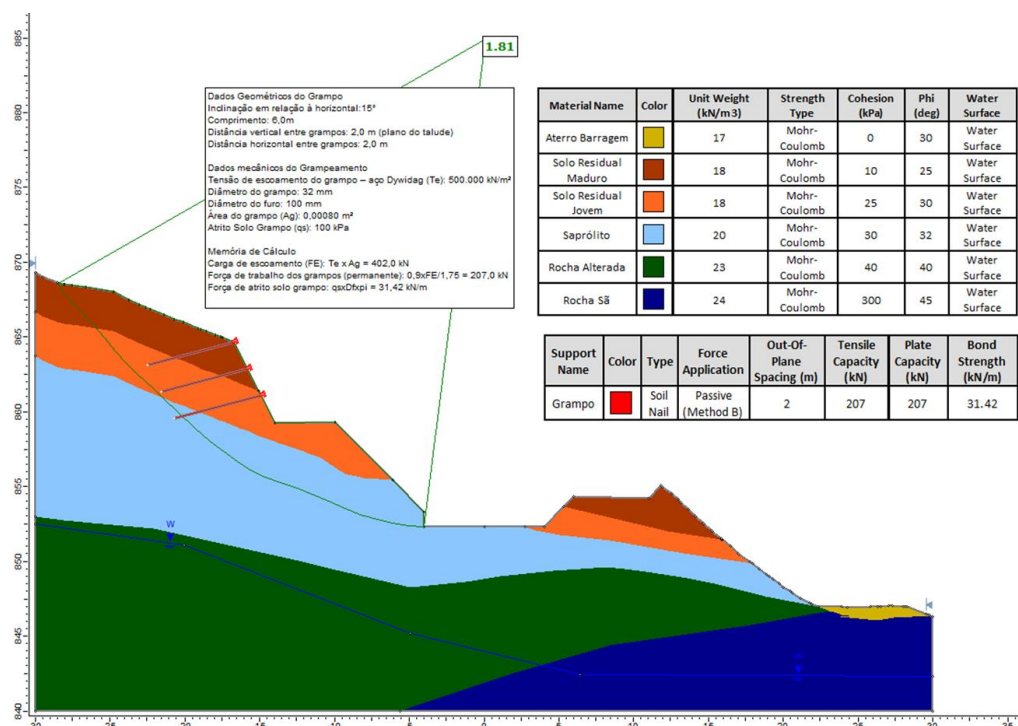 1.81
Dados Geométricos do Grampo
Inclinação em relação à horizontal:15°
Comprimento: 6,0m
Distância vertical entre grampos: 2,0 m (plano do talude)
Distância horizontal entre grampos: 2,0 m
Dados mecânicos do Grampeamento
Tensão de escoamento do grampo – aço Dywidag (Te): 500.000 kN/m²
Diâmetro do grampo: 32 mm
Diâmetro do furo: 100 mm
Área do grampo (Ag): 0,00080 m²
Atrito Solo Grampo (qs): 100 kPa
Memória de Cálculo
Carga de escoamento (FE): Te x Ag = 402,0 kN
Força de trabalho dos grampos (permanente): 0,9xFE/1,75 = 207,0 kN
Força de atrito solo grampo: qsxDfxpi = 31,42 kN/m
Material Name Color Unit Weight (kN/m3) Strength Type Cohesion (kPa) Phi (deg) Water Surface
Aterro Barragem 17 Mohr-Coulomb 0 30 Water Surface
Solo Residual Maduro 18 Mohr-Coulomb 10 25 Water Surface
Solo Residual Jovem 18 Mohr-Coulomb 25 30 Water Surface
Saprólito 20 Mohr-Coulomb 30 32 Water Surface
Rocha Alterada 23 Mohr-Coulomb 40 40 Water Surface
Rocha Sã 24 Mohr-Coulomb 300 45 Water Surface
Support Name Color Type Force Application Out-Of-Plane Spacing (m) Tensile Capacity (kN) Plate Capacity (kN) Bond Strength (kN/m)
Grampo Soil Nail Passive (Method B) 2 207 207 31.42
W
885
880
875
870
865
860
855
850
845
840
-5
0
5
10
15
20
25
30
35